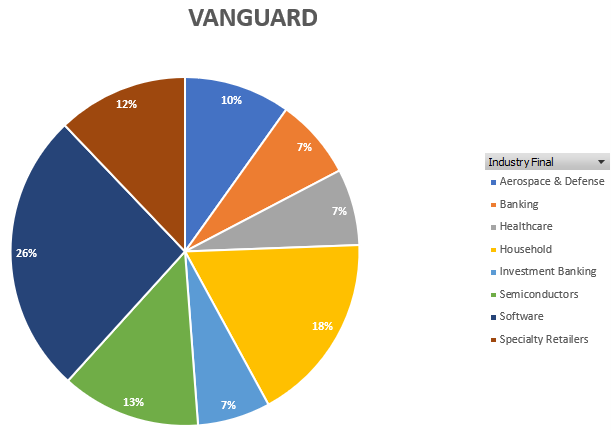 VANGUARD
12%
10%
7%
7%
26%
18%
13%
7%
Industry Final
Aerospace & Defense
Banking
Healthcare
Household
Investment Banking
Semiconductors
Software
Specialty Retailers